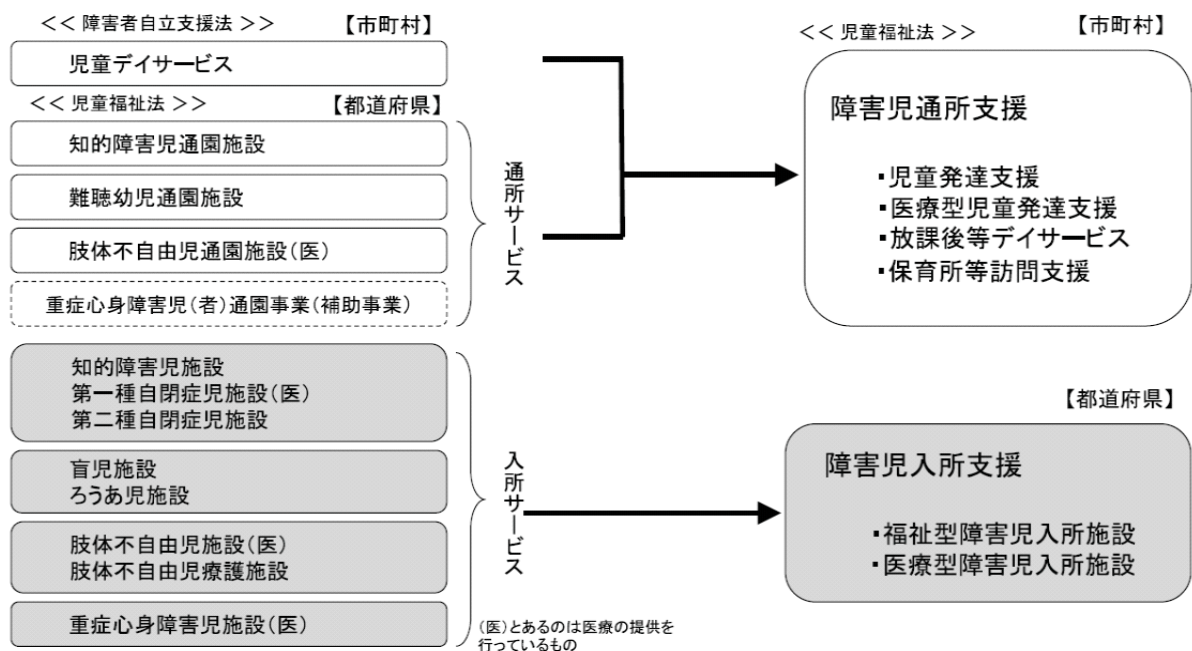 << 障害者自立支援法 >> 【市町村】
児童デイサービス
<< 児童福祉法 >> 【都道府県】
知的障害児通園施設
難聴幼児通園施設
肢体不自由児通園施設(医)
重症心身障害児(者)通園事業(補助事業)
通所サービス
知的障害児施設
第一種自閉症児施設(医)
第二種自閉症児施設
盲児施設
ろうあ児施設
肢体不自由児施設(医)
肢体不自由児療護施設
重症心身障害児施設(医)
入所サービス
(医)とあるのは医療の提供を
行っているもの
<< 児童福祉法 >> 【市町村】
障害児通所支援
・児童発達支援
・医療型児童発達支援
・放課後等デイサービス
・保育所等訪問支援
【都道府県】
障害児入所支援
・福祉型障害児入所施設
・医療型障害児入所施設